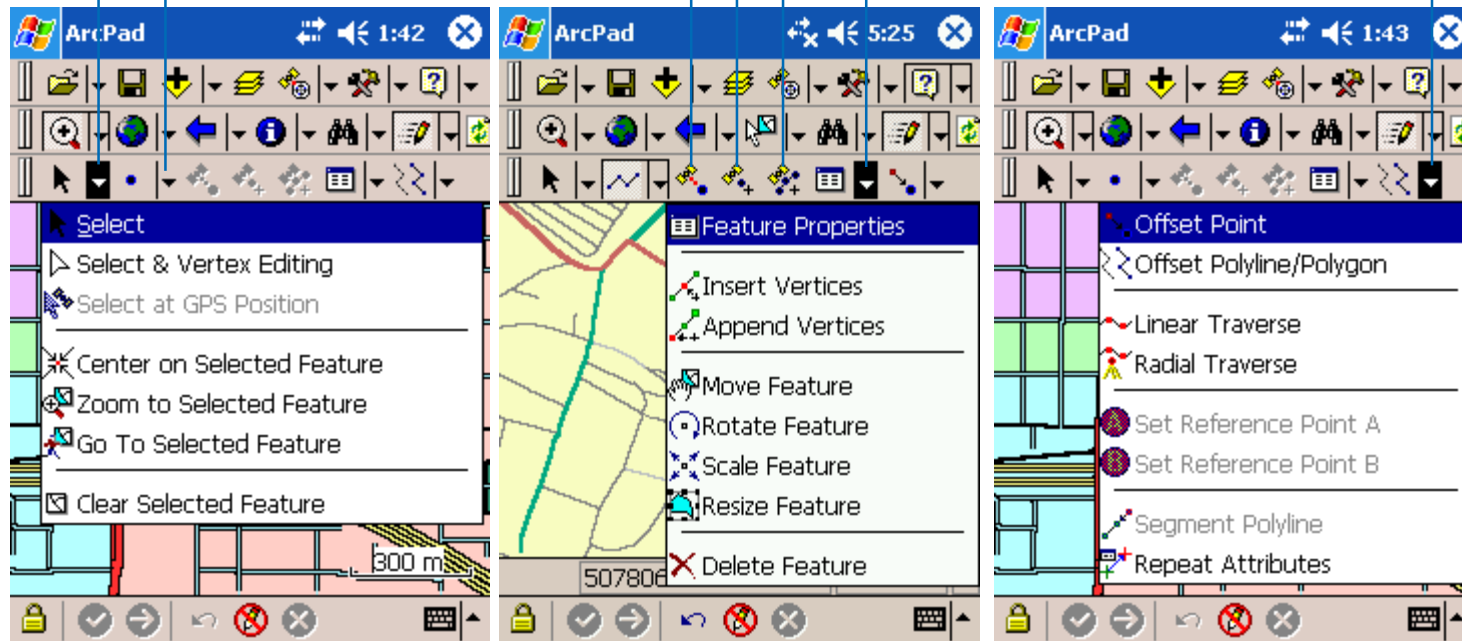 ArcPad 1:42
Select
Select & Vertex Editing
Select at GPS Position
Center on Selected Feature
Zoom to Selected Feature
Go To Selected Feature
Clear Selected Feature
300 m
ArcPad 5:25
Feature Properties
Insert Vertices
Append Vertices
Move Feature
Rotate Feature
Scale Feature
Resize Feature
Delete Feature
507806
ArcPad 1:43
Offset Point
Offset Polyline/Polygon
Linear Traverse
Radial Traverse
A Set Reference Point A
B Set Reference Point B
Segment Polyline
Repeat Attributes